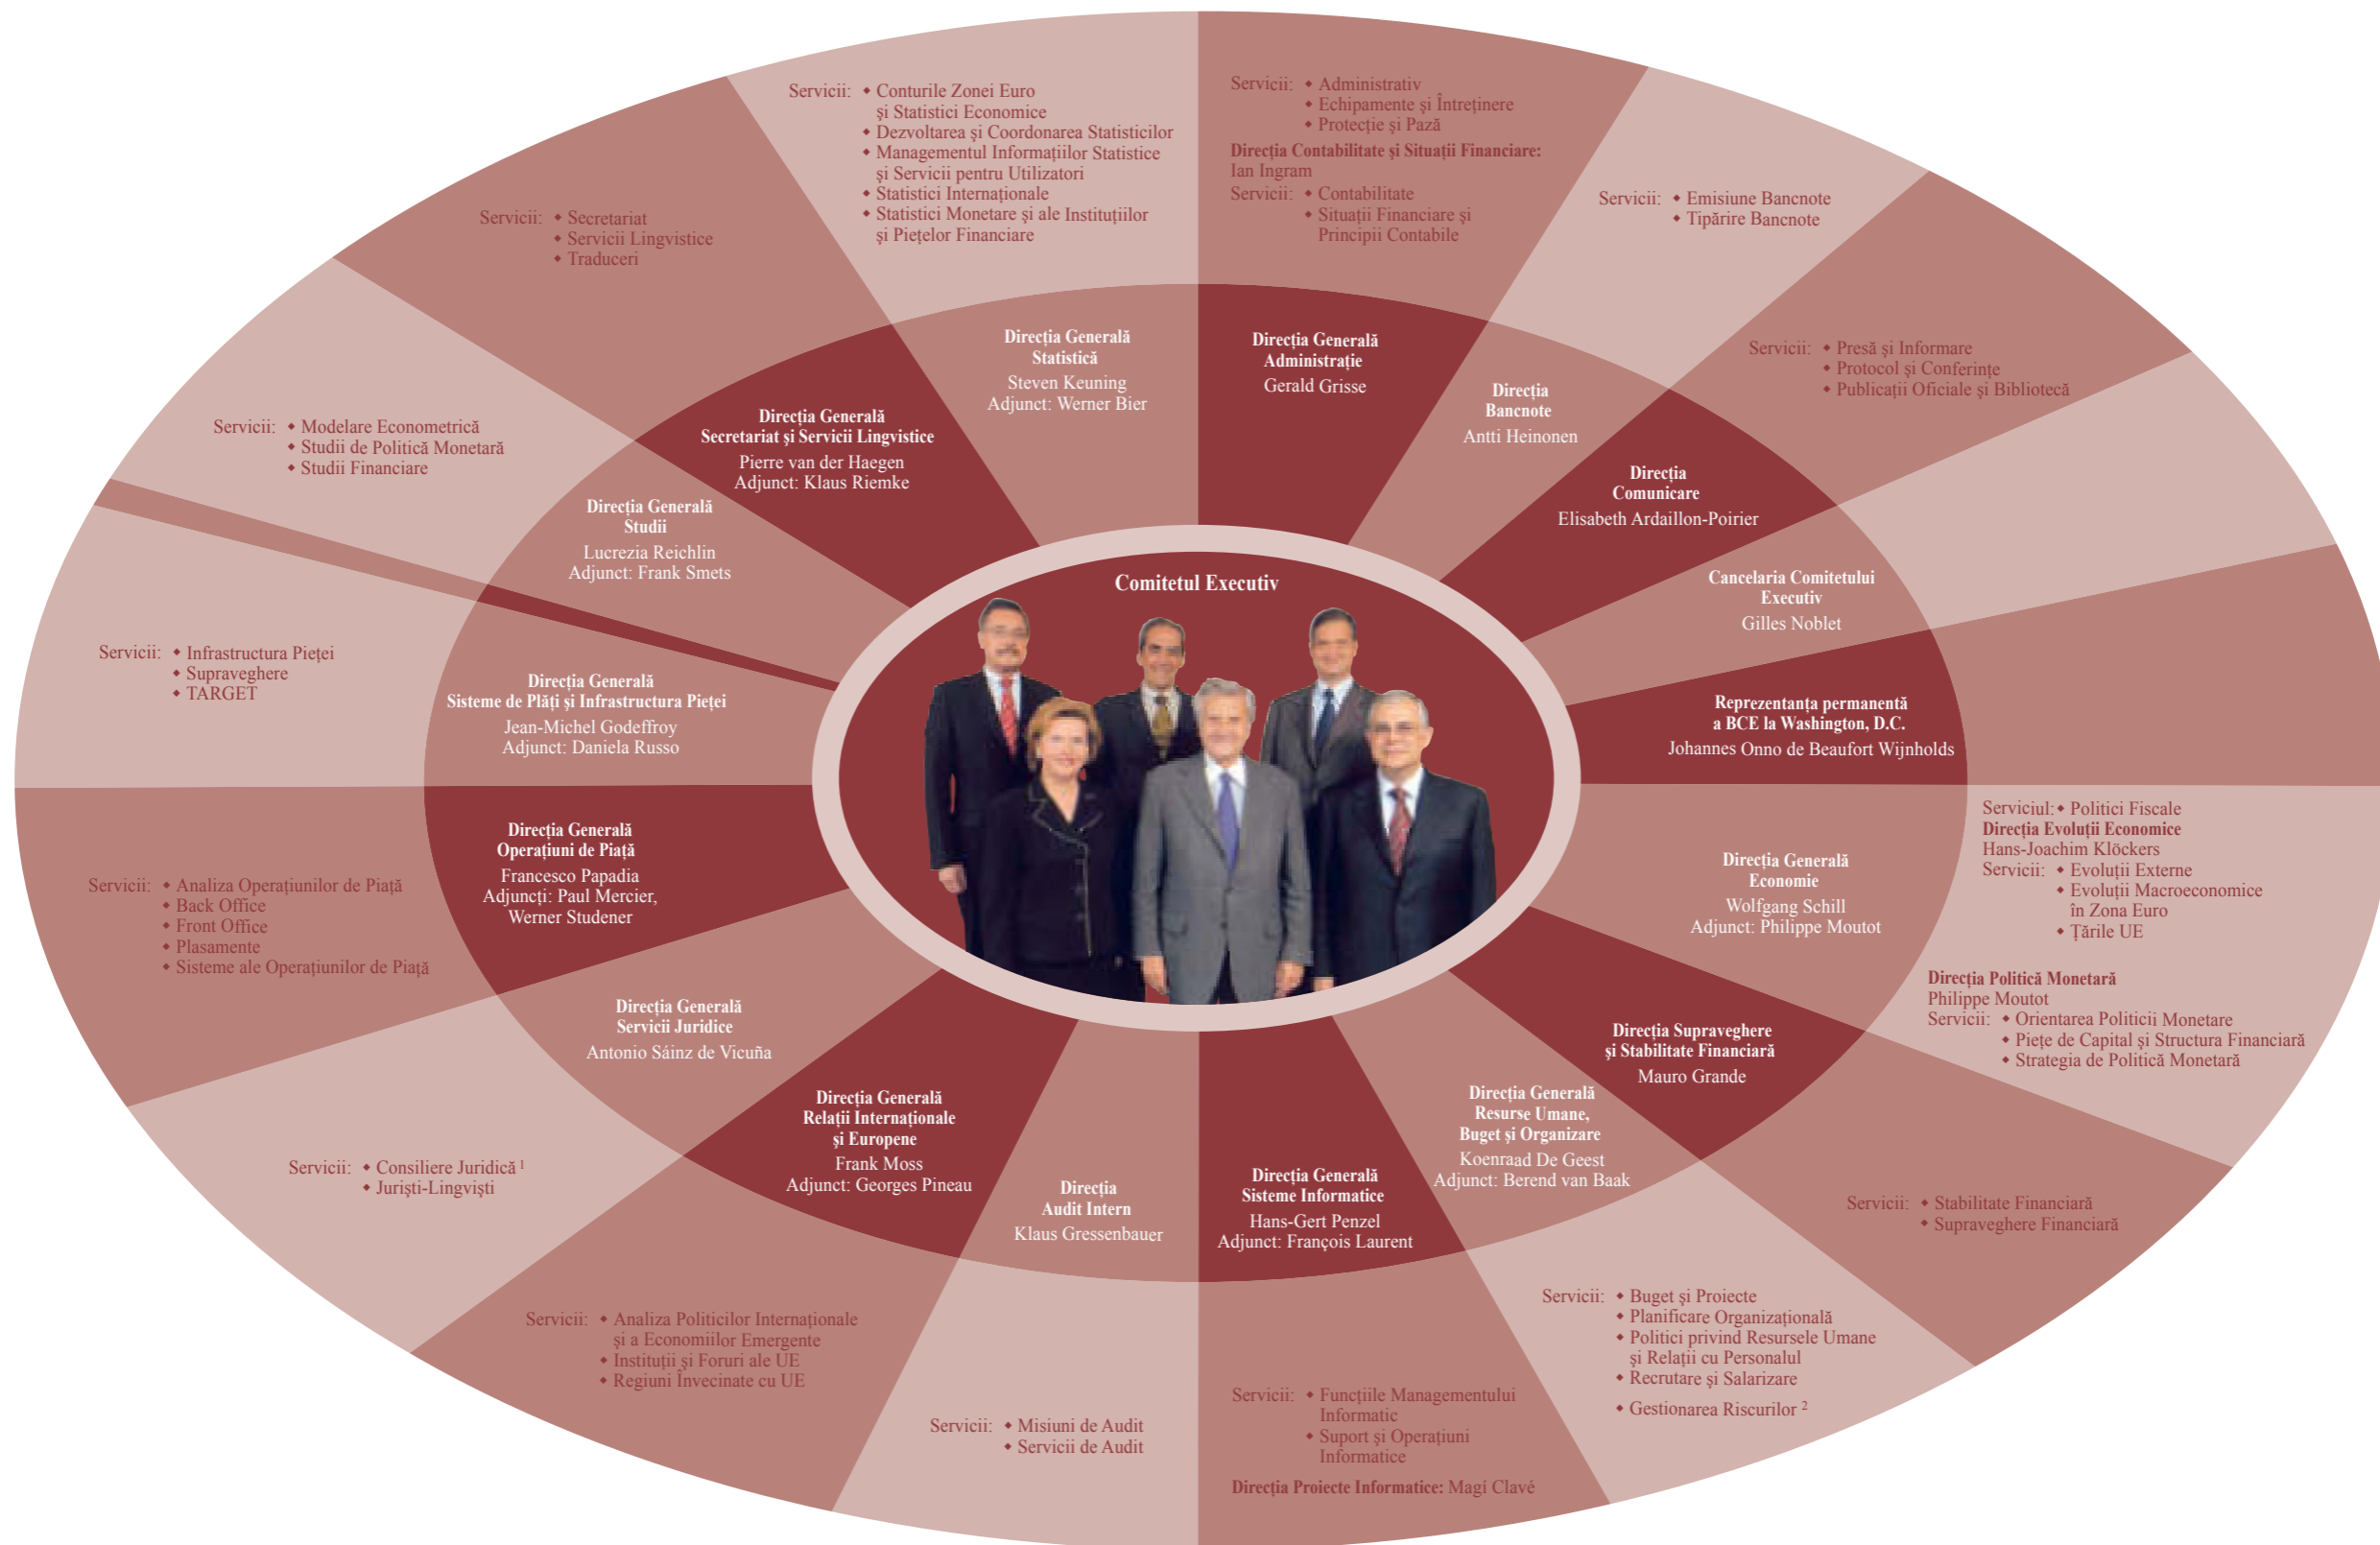 Comitetul Executiv
Direcţia Generală
Administraţie
Gerald Grisse
Servicii: ◆ Administrativ
◆ Echipamente şi Întreţinere
◆ Protecţie şi Pază
Direcţia Contabilitate şi Situaţii Financiare:
Ian Ingram
Servicii: ◆ Contabilitate
◆ Situaţii Financiare şi
Principii Contabile
Direcţia
Bancnote
Antti Heinonen
Servicii: ◆ Emisiune Bancnote
◆ Tipărire Bancnote
Direcţia
Comunicare
Elisabeth Ardaillon-Poirier
Servicii: ◆ Presă şi Informare
◆ Protocol şi Conferinţe
◆ Publicaţii Oficiale şi Bibliotecă
Cancelaria Comitetului
Executiv
Gilles Noblet
Reprezentanţa permanentă
a BCE la Washington, D.C.
Johannes Onno de Beaufort Wijnholds
Direcţia Generală
Economie
Wolfgang Schill
Adjunct: Philippe Moutot
Serviciul: ◆ Politici Fiscale
Direcţia Evoluţii Economice
Hans-Joachim Klöckers
Servicii: ◆ Evoluţii Externe
◆ Evoluţii Macroeconomice
în Zona Euro
◆ Ţările UE
Direcţia Politică Monetară
Philippe Moutot
Servicii: ◆ Orientarea Politicii Monetare
◆ Pieţe de Capital şi Structura Financiară
◆ Strategia de Politică Monetară
Direcţia Supraveghere
şi Stabilitate Financiară
Mauro Grande
Servicii: ◆ Stabilitate Financiară
◆ Supraveghere Financiară
Direcţia Generală
Resurse Umane,
Buget şi Organizare
Koenraad De Geest
Adjunct: Berend van Baak
Servicii: ◆ Buget şi Proiecte
◆ Planificare Organizaţională
◆ Politici privind Resursele Umane
şi Relaţii cu Personalul
◆ Recrutare şi Salarizare
◆ Gestionarea Riscurilor 2
Direcţia Generală
Sisteme Informatice
Hans-Gert Penzel
Adjunct: François Laurent
Servicii: ◆ Funcţiile Managementului
Informatic
◆ Suport şi Operaţiuni
Informatice
Direcţia Proiecte Informatice: Magí Clavé
Direcţia
Audit Intern
Klaus Gressenbauer
Servicii: ◆ Misiuni de Audit
◆ Servicii de Audit
Direcţia Generală
Relaţii Internaţionale
şi Europene
Frank Moss
Adjunct: Georges Pineau
Servicii: ◆ Analiza Politicilor Internaţionale
şi a Economiilor Emergente
◆ Instituţii şi Foruri ale UE
◆ Regiuni Învecinate cu UE
Direcţia Generală
Servicii Juridice
Antonio Sáinz de Vicuña
Servicii: ◆ Consiliere Juridică 1
◆ Jurişti-Lingvişti
Direcţia Generală
Operaţiuni de Piaţă
Francesco Papadia
Adjuncţi: Paul Mercier,
Werner Studener
Servicii: ◆ Analiza Operaţiunilor de Piaţă
◆ Back Office
◆ Front Office
◆ Plasamente
◆ Sisteme ale Operaţiunilor de Piaţă
Direcţia Generală
Sisteme de Plăţi şi Infrastructura Pieţei
Jean-Michel Godeffroy
Adjunct: Daniela Russo
Servicii: ◆ Infrastructura Pieţei
◆ Supraveghere
◆ TARGET
Direcţia Generală
Studii
Lucrezia Reichlin
Adjunct: Frank Smets
Servicii: ◆ Modelare Econometrică
◆ Studii de Politică Monetară
◆ Studii Financiare
Direcţia Generală
Secretariat şi Servicii Lingvistice
Pierre van der Haegen
Adjunct: Klaus Riemke
Servicii: ◆ Secretariat
◆ Servicii Lingvistice
◆ Traduceri
Direcţia Generală
Statistică
Steven Keuning
Adjunct: Werner Bier
Servicii: ◆ Conturile Zonei Euro
şi Statistici Economice
◆ Dezvoltarea şi Coordonarea Statisticilor
◆ Managementul Informaţiilor Statistice
şi Servicii pentru Utilizatori
◆ Statistici Internaţionale
◆ Statistici Monetare şi ale Instituţiilor
şi Pieţelor Financiare